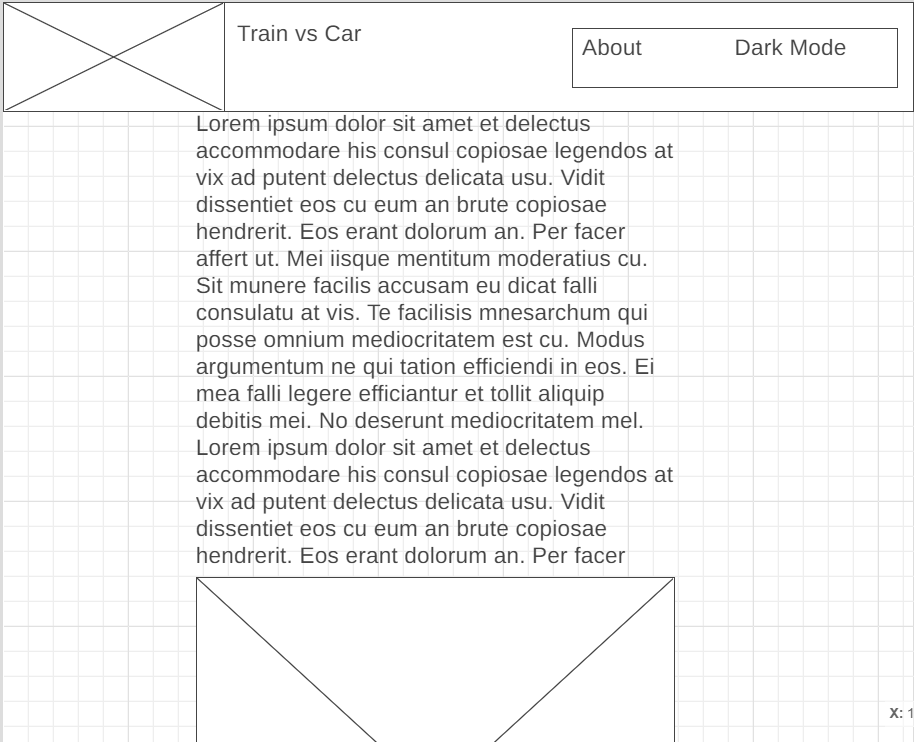 Train vs Car
About
Dark Mode
Lorem ipsum dolor sit amet et delectus
accommodare his consul copiosae legendos at
vix ad putent delectus delicata usu. Vidit
dissentiet eos cu eum an brute copiosae
hendrerit. Eos erant dolorum an. Per facer
affert ut. Mei iisque mentitum moderatius cu.
Sit munere facilis accusam eu dicat falli
consulatu at vis. Te facilisis mnesarchum qui
posse omnium mediocritatem est cu. Modus
argumentum ne qui tation efficiendi in eos. Ei
mea falli legere efficiantur et tollit aliquip
debitis mei. No deserunt mediocritatem mel.
Lorem ipsum dolor sit amet et delectus
accommodare his consul copiosae legendos at
vix ad putent delectus delicata usu. Vidit
dissentiet eos cu eum an brute copiosae
hendrerit. Eos erant dolorum an. Per facer
X: 1